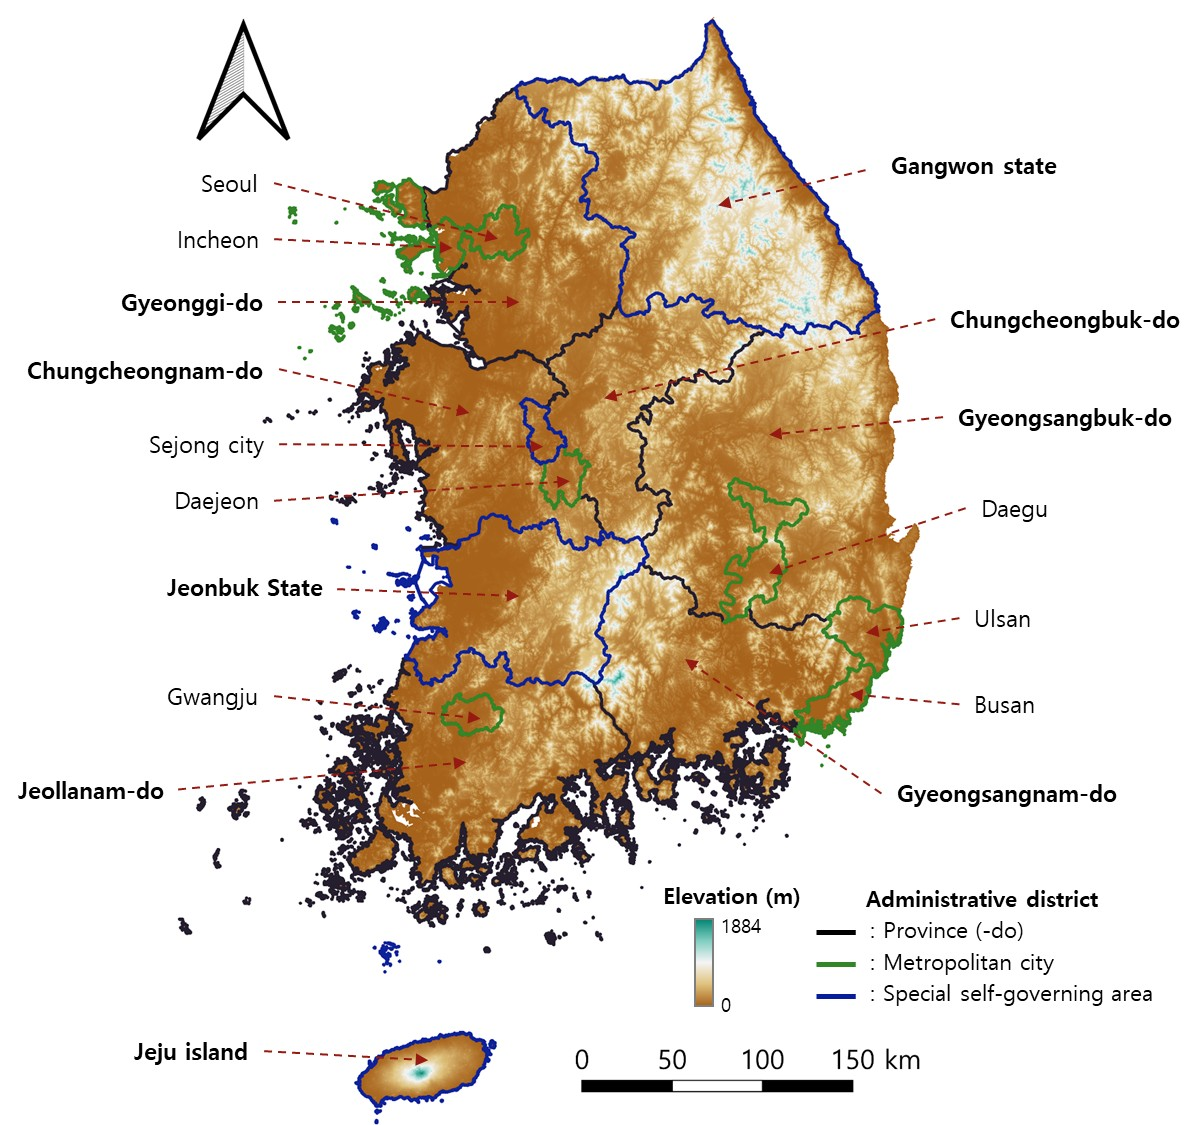 Seoul
Incheon
Gyeonggi-do
Chungcheongnam-do
Sejong city
Daejeon
Jeonbuk State
Gwangju
Jeollanam-do
Jeju island
Gangwon state
Chungcheongbuk-do
Gyeongsangbuk-do
Daegu
Ulsan
Busan
Gyeongsangnam-do
Elevation (m)
1884
0
Administrative district
: Province (-do)
: Metropolitan city
: Special self-governing area
0 50 100 150 km